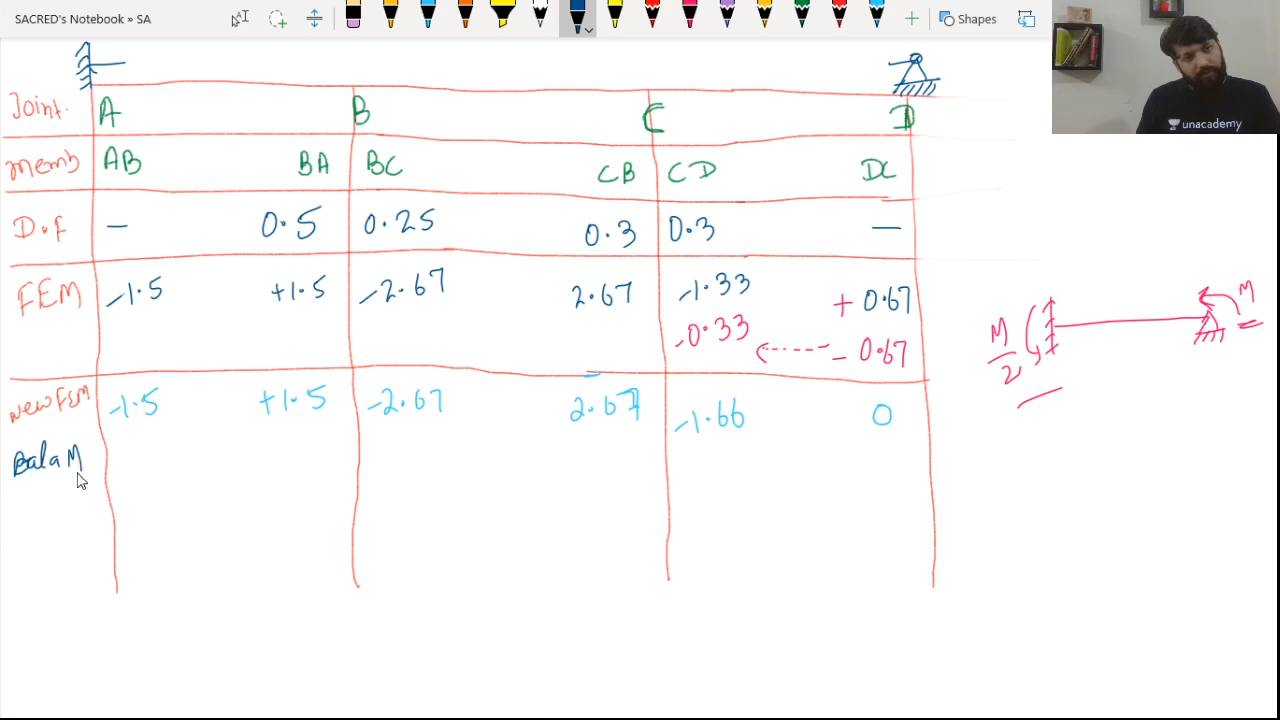 SACRED's Notebook » SA
Shapes
unacademy
Joint. A B C D
Memb AB BA BC CB CD DC
D.f — 0.5 0.25 0.3 0.3 —
FEM -1.5 +1.5 -2.67 2.67 -1.33 + 0.67
-0.33 - 0.67
New FEM -1.5 +1.5 -2.67 2.67 -1.66 0
Bala M
M
M/2